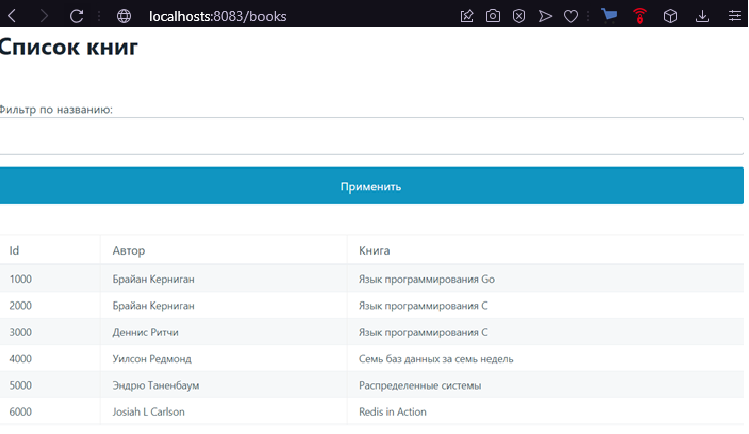 localhosts:8083/books
Список книг
Фильтр по названию:
Применить
Id Автор Книга
1000 Брайан Керниган Язык программирования Go
2000 Брайан Керниган Язык программирования C
3000 Деннис Ритчи Язык программирования C
4000 Уилсон Редмонд Семь баз данных за семь недель
5000 Эндрю Таненбаум Распределенные системы
6000 Josiah L Carlson Redis in Action